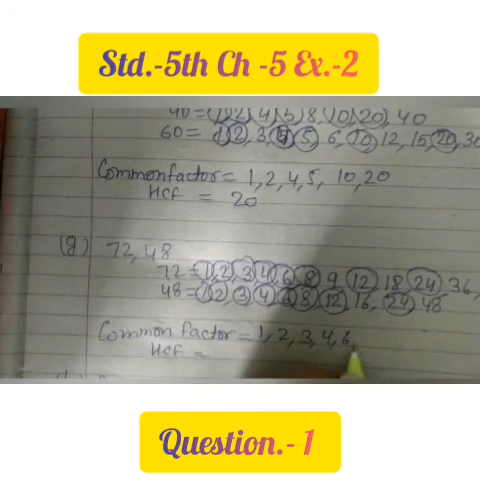 Std.-5th Ch -5 Ex.-2
40 = 1, 2, 4, 5, 8, 10, 20, 40
60 = 1, 2, 3, 4, 5, 6, 10, 12, 15, 20, 30
Common factor = 1, 2, 4, 5, 10, 20
HCF = 20
(g) 72, 48
72 = 1, 2, 3, 4, 6, 8, 9, 12, 18, 24, 36,
48 = 1, 2, 3, 4, 6, 8, 12, 16, 24, 48
Common factor = 1, 2, 3, 4, 6,
HCF =
Question.- 1